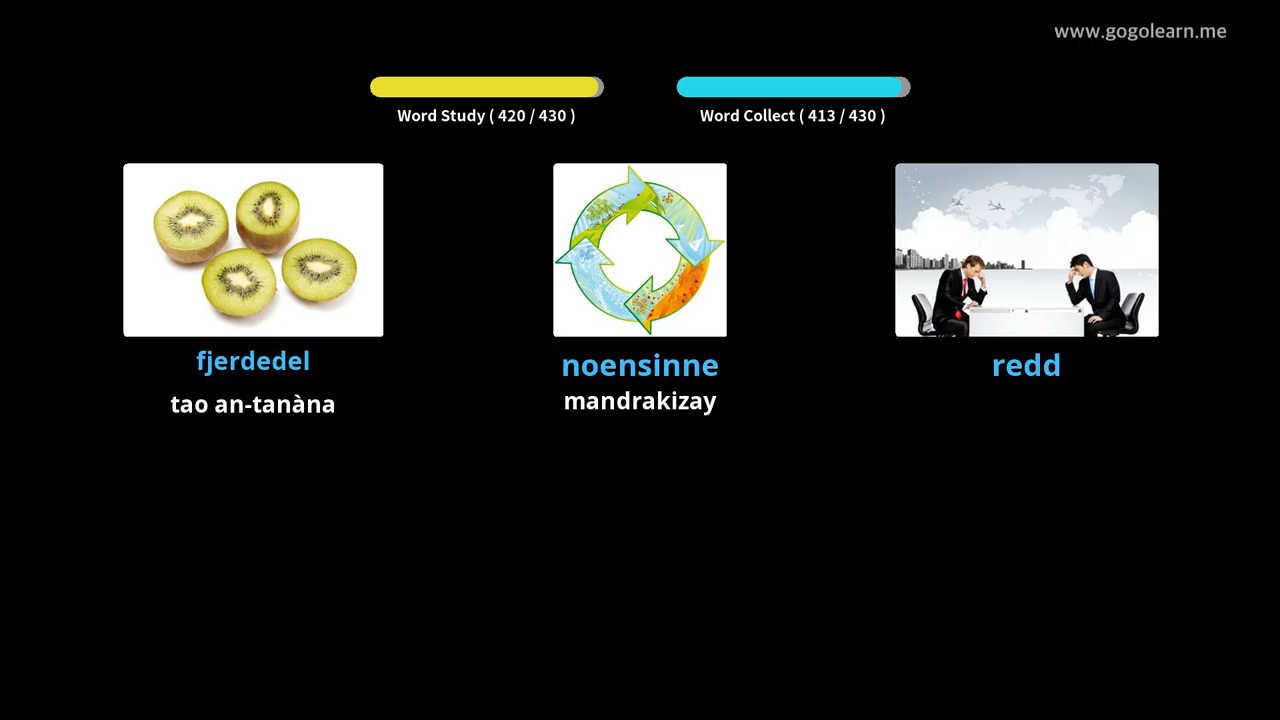 www.gogolearn.me
Word Study ( 420 / 430 )
Word Collect ( 413 / 430 )
fjerdedel
tao an-tanàna
noensinne
mandrakizay
redd